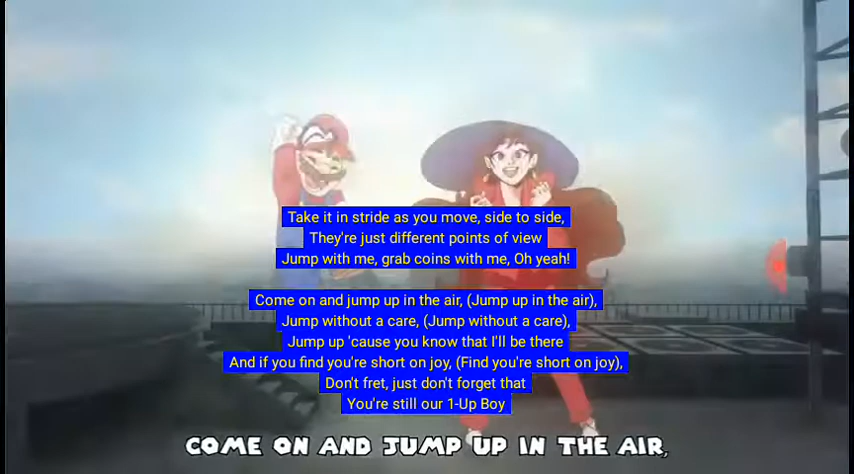 Take it in stride as you move, side to side,
They're just different points of view
Jump with me, grab coins with me, Oh yeah!
Come on and jump up in the air, (Jump up in the air),
Jump without a care, (Jump without a care),
Jump up 'cause you know that I'll be there
And if you find you're short on joy, (Find you're short on joy),
Don't fret, just don't forget that
You're still our 1-Up Boy
COME ON AND JUMP UP IN THE AIR,